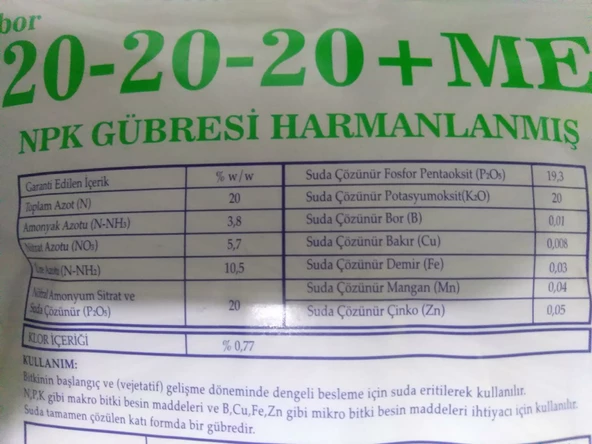 bor
20-20-20+ME
NPK GÜBRESİ HARMANLANMIŞ
Garanti Edilen İçerik % w/w
Toplam Azot (N) 20
Amonyak Azotu (N-NH₃) 3,8
Nitrat Azotu (NO₃) 5,7
Azotu (N-NH₂) 10,5
Nötral Amonyum Sitrat ve
Suda Çözünür (P₂O₅) 20
Suda Çözünür Fosfor Pentaoksit (P₂O₅) 19,3
Suda Çözünür Potasyumoksit(K₂O) 20
Suda Çözünür Bor (B) 0,01
Suda Çözünür Bakır (Cu) 0,008
Suda Çözünür Demir (Fe) 0,03
Suda Çözünür Mangan (Mn) 0,04
Suda Çözünür Çinko (Zn) 0,05
KLOR İÇERİĞİ % 0,77
KULLANIM:
Bitkinin başlangıç ve (vejetatif) gelişme döneminde dengeli besleme için suda eritilerek kullanılır.
N,P,K gibi makro bitki besin maddeleri ve B,Cu,Fe,Zn gibi mikro bitki besin maddeleri ihtiyacı için kullanılır.
Suda tamamen çözülen katı formda bir gübredir.